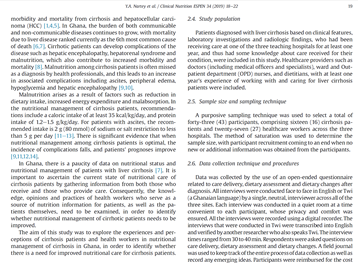 Y.A. Nartey et al. / Clinical Nutrition ESPEN 34 (2019) 18–22
19
morbidity and mortality from cirrhosis and hepatocellular carcinoma (HCC) [1,4,5]. In Ghana, the burden of both communicable
and non-communicable diseases continues to grow, with mortality
due to liver disease ranked currently as the 6th most common cause
of death [6,7]. Cirrhotic patients can develop complications of the
disease such as hepatic encephalopathy, hepatorenal syndrome and
malnutrition, which also contribute to increased morbidity and
mortality [8]. Malnutrition among cirrhosis patients is often missed
as a diagnosis by health professionals, and this leads to an increase
in associated complications including ascites, peripheral edema,
hypoglycemia and hepatic encephalopathy [9,10].
Malnutrition arises as a result of factors such as reduction in
dietary intake, increased energy expenditure and malabsorption. In
the nutritional management of cirrhosis patients, recommendations include a caloric intake of at least 35 kcal/kg/day, and protein
intake of 1.2–1.5 g/kg/day. For patients with ascites, the recommended intake is 2 g (80 mmol) of sodium or salt restriction to less
than 5 g per day [11–13]. There is significant evidence that when
nutritional management among cirrhosis patients is optimal, the
incidence of complications falls, and patients' prognoses improve
[9,11,12,14].
In Ghana, there is a paucity of data on nutritional status and
nutritional management of patients with liver cirrhosis [7]. It is
important to ascertain the current state of nutritional care of
cirrhosis patients by gathering information from both those who
receive and those who provide care. Consequently, the knowledge, opinions and practices of health workers who serve as a
source of nutrition information for patients, as well as the patients themselves, need to be examined, in order to identify
whether nutritional management of cirrhotic patients needs to be
improved.
The aim of this study was to explore the experiences and perceptions of cirrhosis patients and health workers in nutritional
management of cirrhosis in Ghana, in order to identify whether
there is a need for improved nutritional care for cirrhosis patients.
2.4. Study population
Patients diagnosed with liver cirrhosis based on clinical features,
laboratory investigations and radiologic findings, who had been
receiving care at one of the three teaching hospitals for at least one
year, and thus had some knowledge about care received for their
condition, were included in this study. Healthcare providers such as
doctors (including medical officers and specialists), ward and Out-
patient department (OPD) nurses, and dietitians, with at least one
year's experience of working with and caring for liver cirrhosis
patients were included.
2.5. Sample size and sampling technique
A purposive sampling technique was used to select a total of
forty-three (43) participants, comprising sixteen (16) cirrhosis patients and twenty-seven (27) healthcare workers across the three
hospitals. The method of saturation was used to determine the
sample size, with participant recruitment coming to an end when no
new or additional information was obtained from the participants.
2.6. Data collection technique and procedures
Data was collected by the use of an open-ended questionnaire
related to care delivery, dietary assessment and dietary changes after
diagnosis. All interviews were conducted face to face in English or Twi
(a Ghanaian language) by a single, neutral, interviewer across all of the
three sites. Each interview was conducted in a quiet room at a time
convenient to each participant, whose privacy and comfort was
ensured. All the interviews were recorded using a digital recorder. The
interviews that were conducted in Twi were transcribed into English
and verified by another researcher who also speaks Twi. The interview
times ranged from 30 to 40 min. Respondents were asked questions on
care delivery, dietary assessment and dietary changes. A field journal
was used to keep track of the entire process of data collection as well as
record any emerging ideas. Participants were reimbursed for the cost